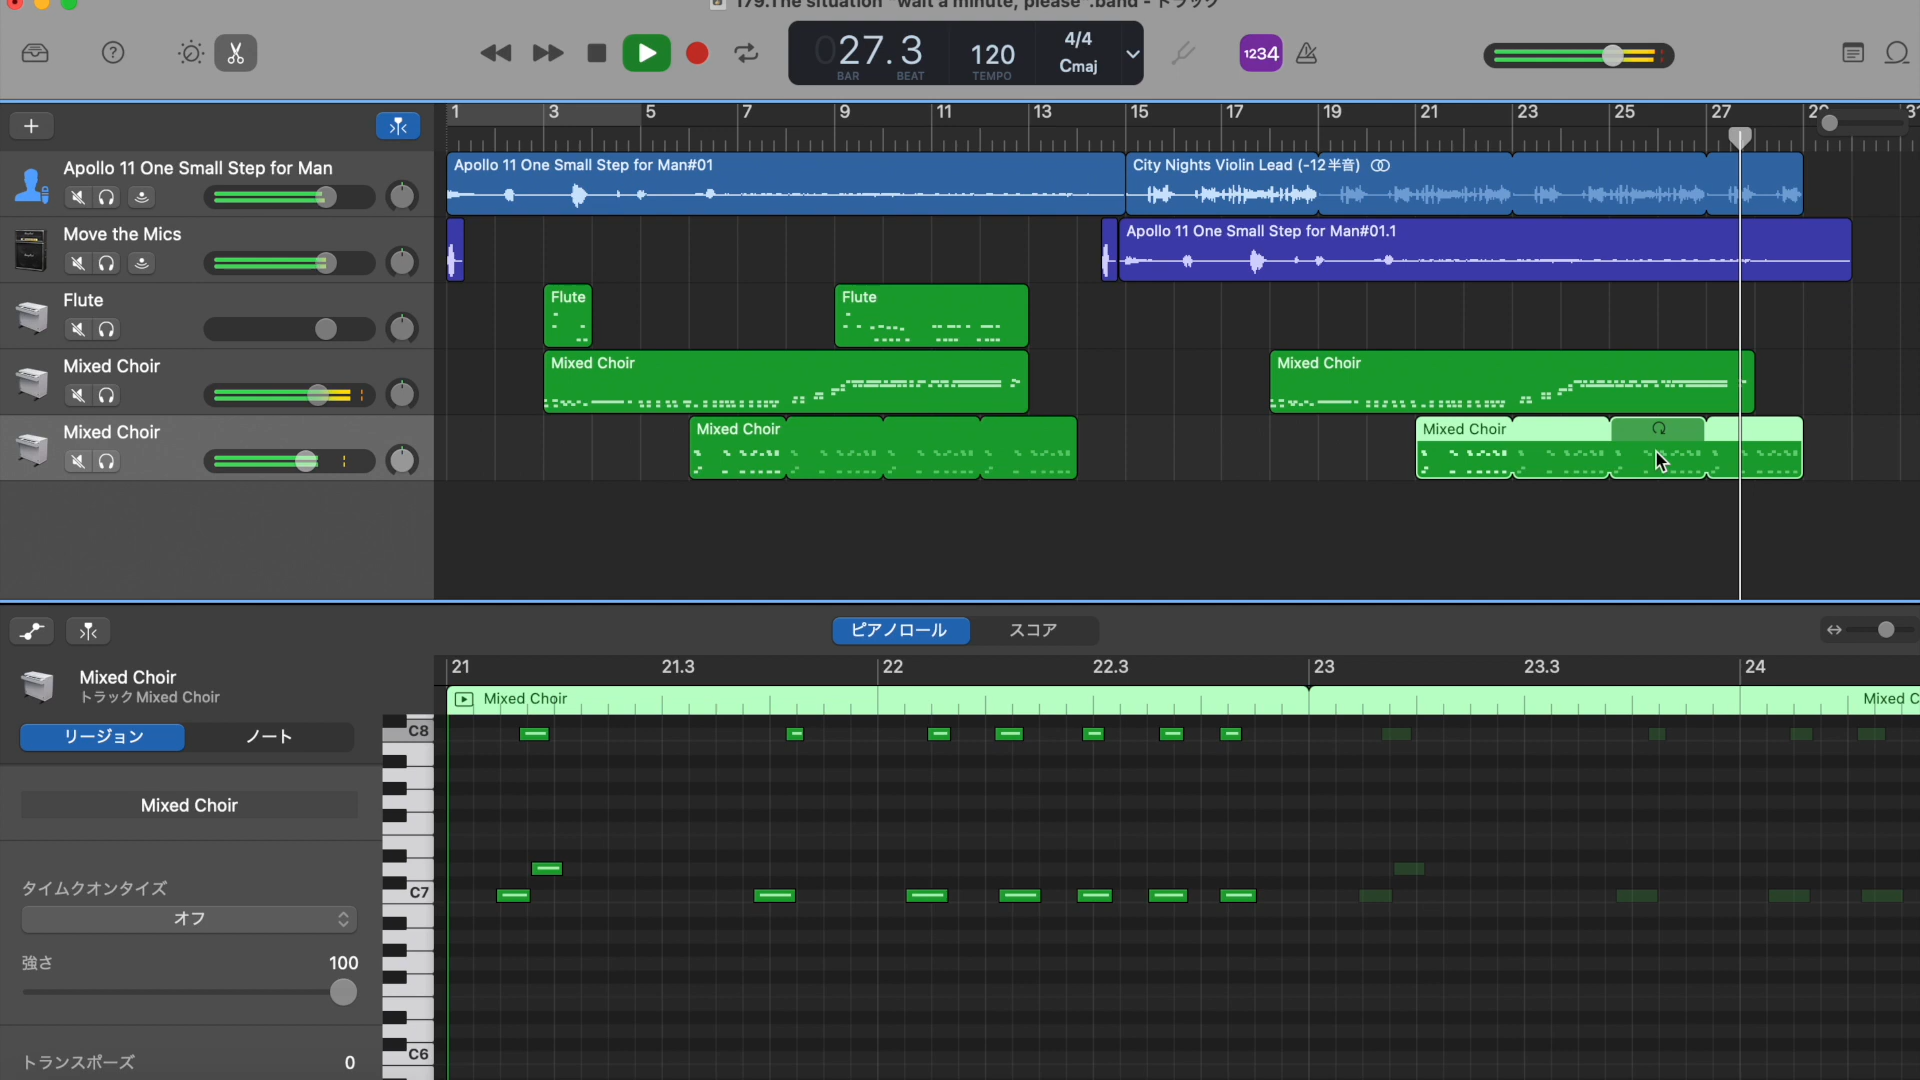 179.The situation "wait a minute, please".band - トラック
027.3
BAR BEAT
120
TEMPO
4/4
Cmaj
1234
1 3 5 7 9 11 13 15 17 19 21 23 25 27
Apollo 11 One Small Step for Man
Apollo 11 One Small Step for Man#01
City Nights Violin Lead (-12半音)
Move the Mics
Apollo 11 One Small Step for Man#01.1
Flute
Flute
Flute
Mixed Choir
Mixed Choir
Mixed Choir
Mixed Choir
Mixed Choir
Mixed Choir
ピアノロール
スコア
21 21.3 22 22.3 23 23.3 24
Mixed Choir
トラック Mixed Choir
Mixed Choir
Mixed C
リージョン
ノート
C8
Mixed Choir
タイムクオンタイズ
C7
オフ
強さ
100
トランスポーズ
0
C6